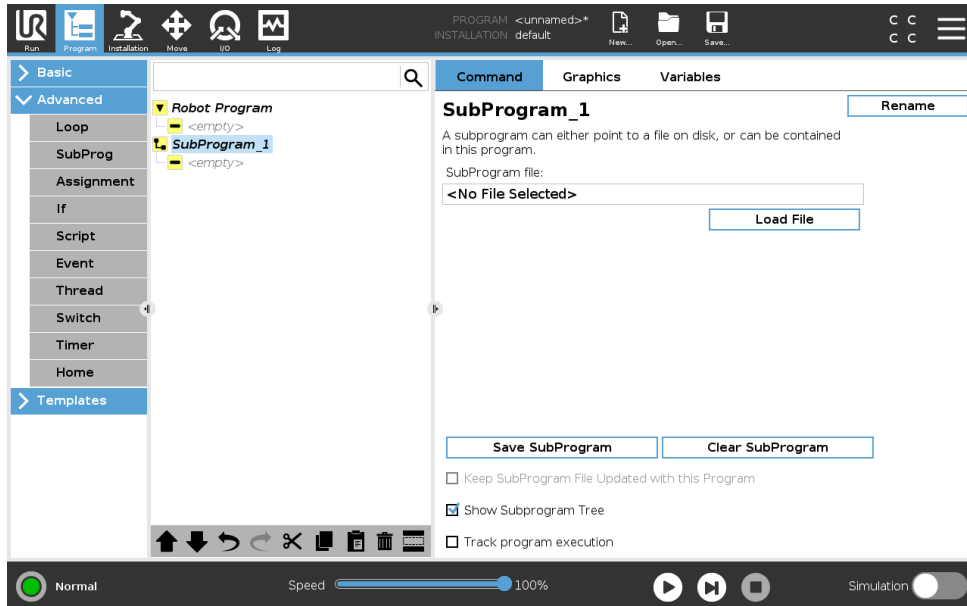 UR
Run
Program
Installation
Move
I/O
Log
PROGRAM <unnamed>*
INSTALLATION default
New...
Open...
Save...
C C
C C
Basic
Advanced
Loop
SubProg
Assignment
If
Script
Event
Thread
Switch
Timer
Home
Templates
Robot Program
<empty>
SubProgram_1
<empty>
Command Graphics Variables
SubProgram_1
Rename
A subprogram can either point to a file on disk, or can be contained
in this program.
SubProgram file:
<No File Selected>
Load File
Save SubProgram
Clear SubProgram
Keep SubProgram File Updated with this Program
Show Subprogram Tree
Track program execution
Normal
Speed
100%
Simulation